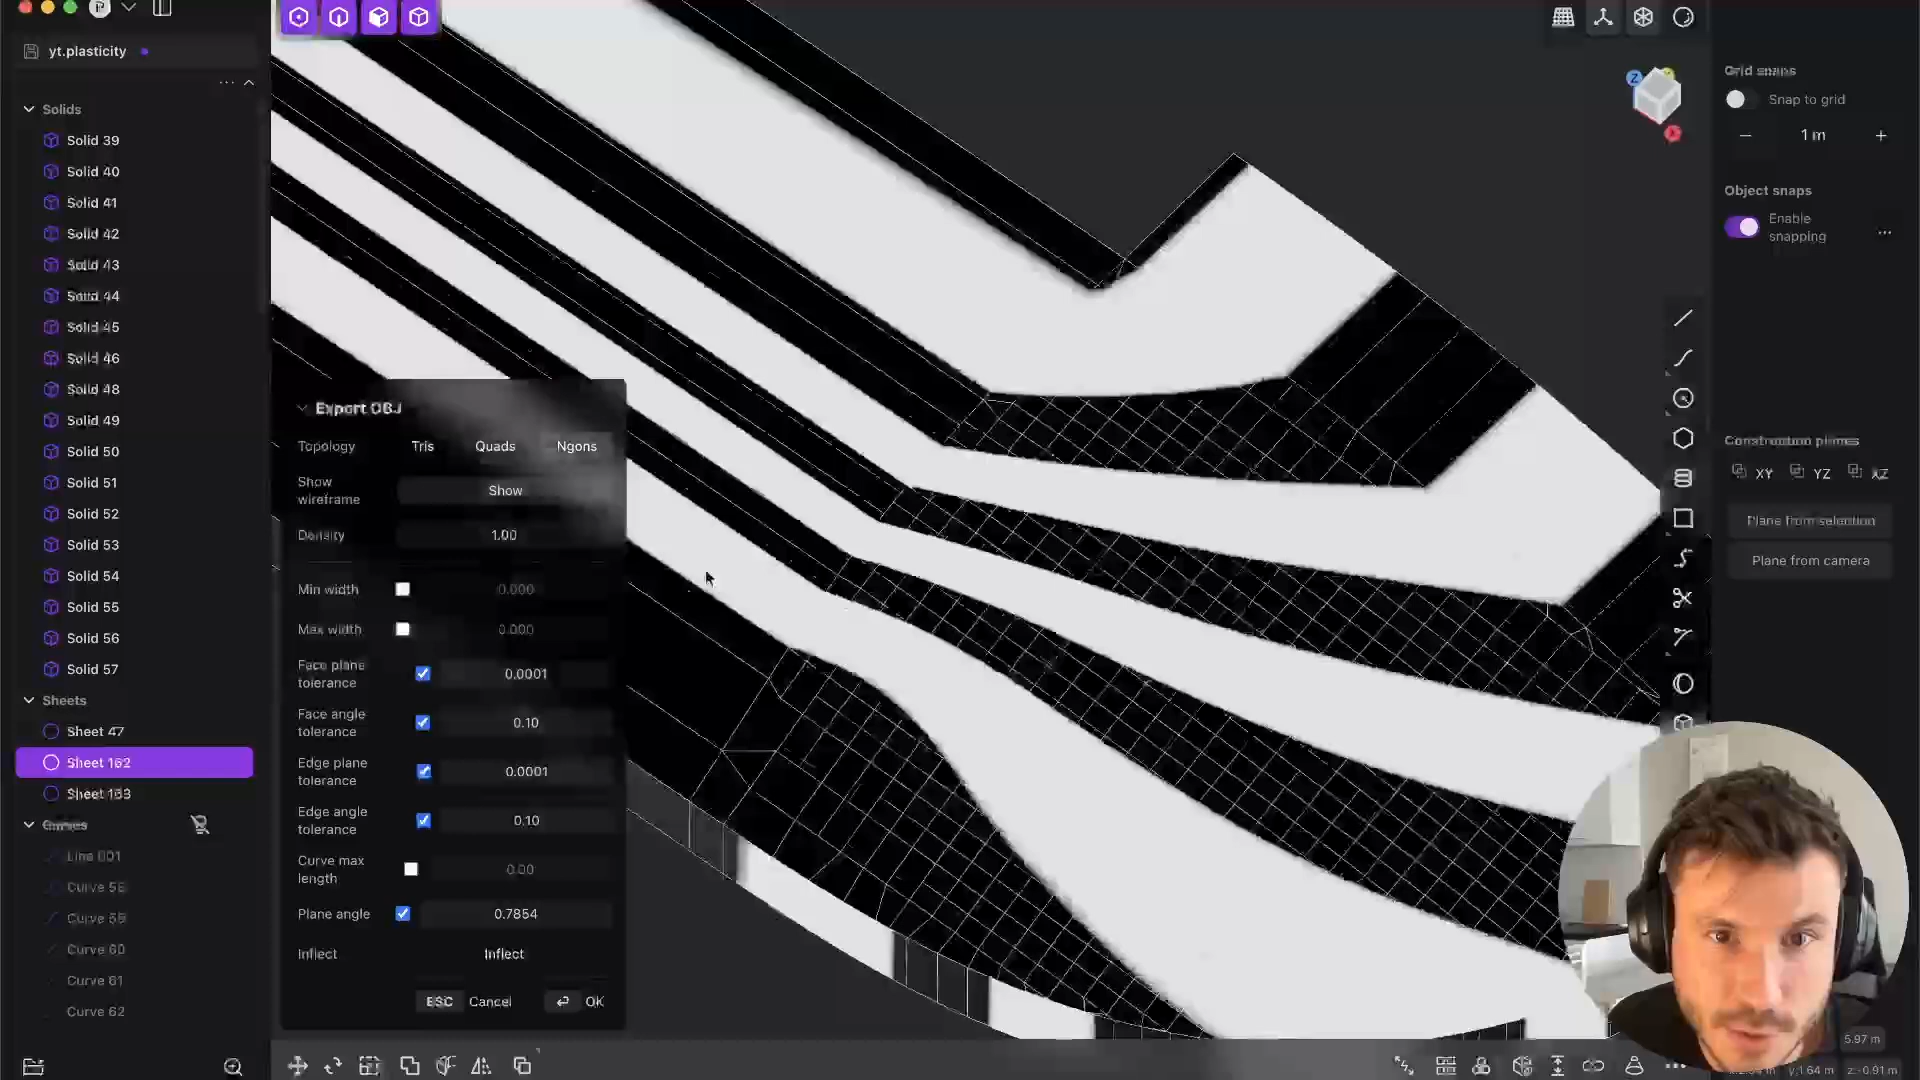 yt.plasticity
Solids
Solid 39
Solid 40
Solid 41
Solid 42
Solid 43
Solid 44
Solid 45
Solid 46
Solid 48
Solid 49
Solid 50
Solid 51
Solid 52
Solid 53
Solid 54
Solid 55
Solid 56
Solid 57
Sheets
Sheet 47
Sheet 162
Curves
Line 001
Curve 60
Curve 61
Curve 62
Export OBJ
Topology Tris Quads Ngons
Show
wireframe
Show
Density 1.00
Min width 0.000
Max width 0.000
Face plane
tolerance
0.0001
Face angle
tolerance
0.10
Edge plane
tolerance
0.0001
Edge angle
tolerance
0.10
Curve max
length
0.00
Plane angle 0.7854
Inflect Inflect
ESC Cancel OK
Z
Grid snaps
Snap to grid
− 1 m +
Object snaps
Enable
snapping
...
Construction planes
XY YZ XZ
Plane from selection
Plane from camera
5.97 m
y:1.64 m z:-0.91 m